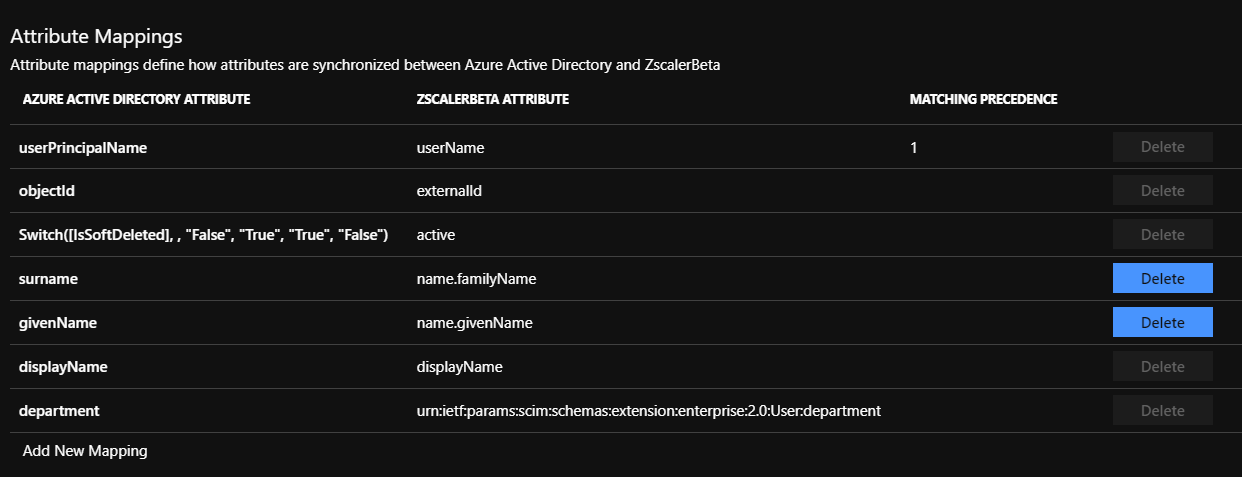 Attribute Mappings
Attribute mappings define how attributes are synchronized between Azure Active Directory and ZscalerBeta
AZURE ACTIVE DIRECTORY ATTRIBUTE ZSCALERBETA ATTRIBUTE MATCHING PRECEDENCE
userPrincipalName userName 1 Delete
objectId externalId Delete
Switch([IsSoftDeleted], , "False", "True", "True", "False") active Delete
surname name.familyName Delete
givenName name.givenName Delete
displayName displayName Delete
department urn:ietf:params:scim:schemas:extension:enterprise:2.0:User:department Delete
Add New Mapping